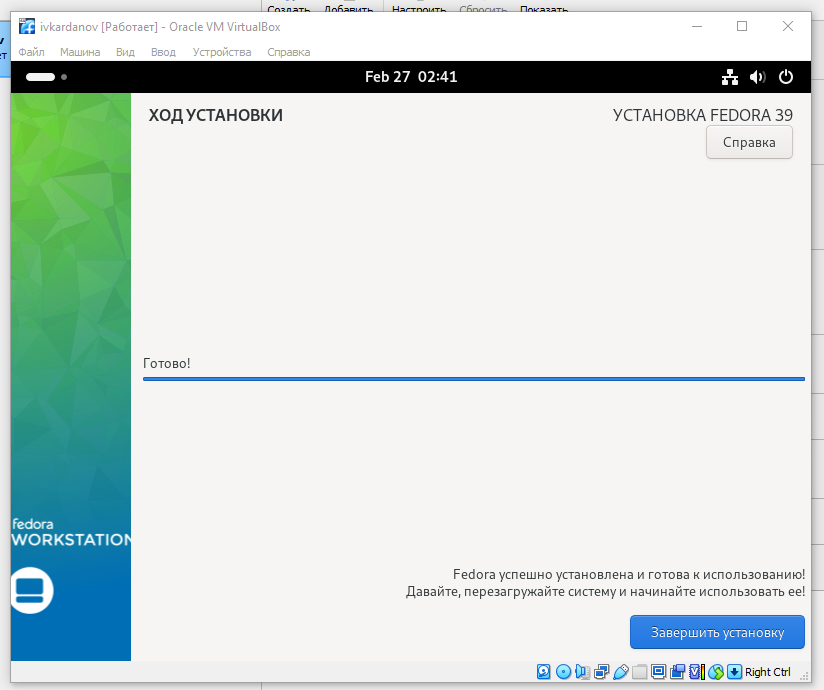 Создать Добавить Настроить Сбросить Показать
ivkardanov [Работает] - Oracle VM VirtualBox
Файл Машина Вид Ввод Устройства Справка
Feb 27 02:41
ХОД УСТАНОВКИ
УСТАНОВКА FEDORA 39
Справка
Готово!
fedora
WORKSTATION
Fedora успешно установлена и готова к использованию!
Давайте, перезагружайте систему и начинайте использовать ее!
Завершить установку
Right Ctrl